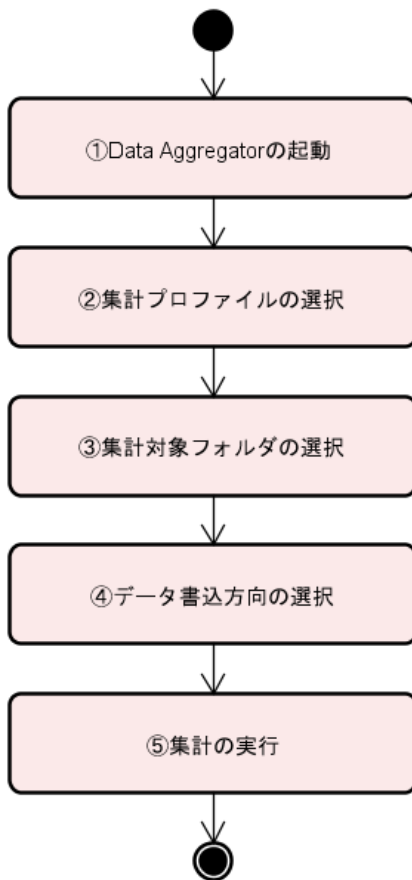 ①Data Aggregatorの起動
②集計プロファイルの選択
③集計対象フォルダの選択
④データ書込方向の選択
⑤集計の実行